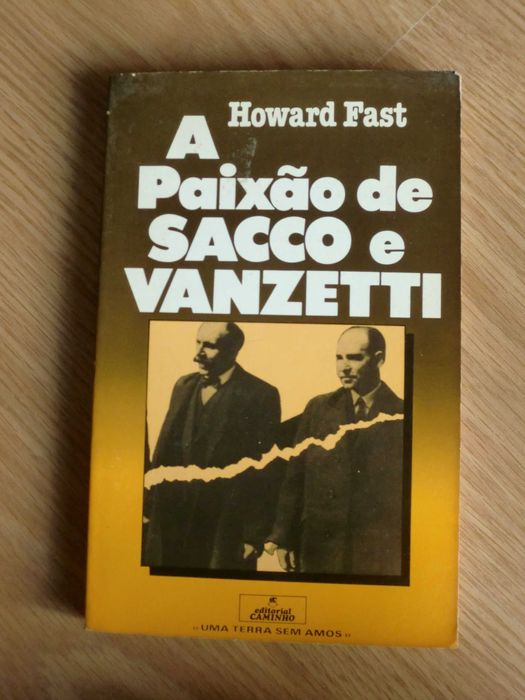 Howard Fast
A
Paixão de
SACCO e
VANZETTI
editorial
CAMINHO
«UMA TERRA SEM AMOS»